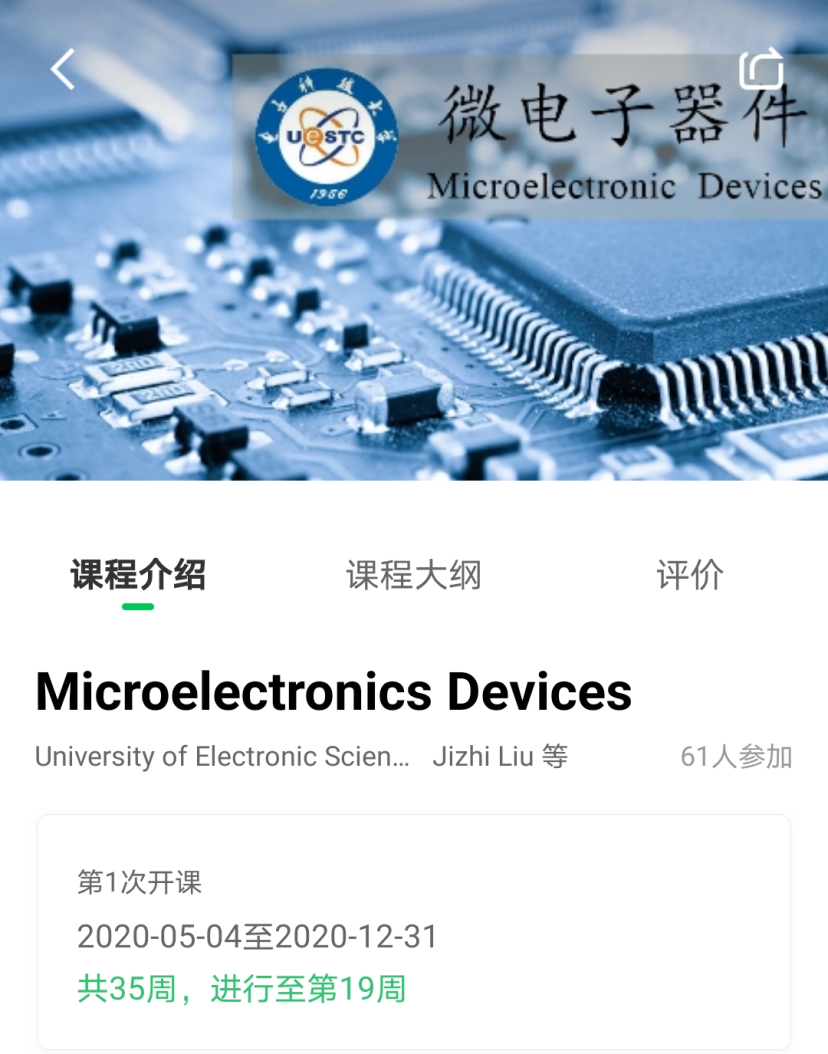 微电子器件
UeSTC
Microelectronic Devices
1956
课程介绍
课程大纲
评价
Microelectronics Devices
University of Electronic Scien... Jizhi Liu 等
61人参加
第1次开课
2020-05-04至2020-12-31
共35周，进行至第19周